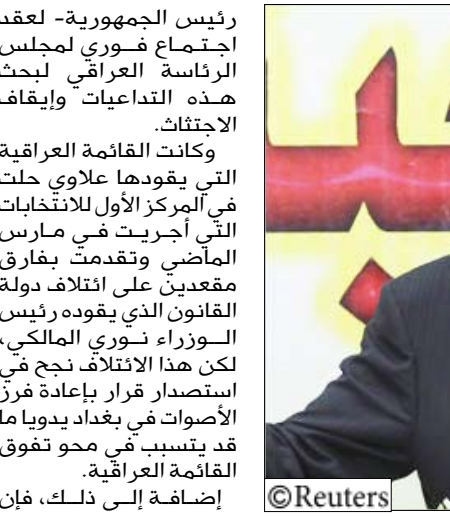 رئيس الجمهورية- لعقد
اجتماع فوري لمجلس
الرئاسة العراقي لبحث
هذه التداعيات وإيقاف
الاجتثاث.
وكانت القائمة العراقية
التي يقودها علاوي حلت
في المركز الأول للانتخابات
التي أجريت في مارس
الماضي وتقدمت بفارق
مقعدين على ائتلاف دولة
القانون الذي يقوده رئيس
الوزراء نوري المالكي،
لكن هذا الائتلاف نجح في
استصدار قرار بإعادة فرز
الأصوات في بغداد يدويا ما
قد يتسبب في محو تفوق
القائمة العراقية.
إضافة إلى ذلك، فإن
©Reuters